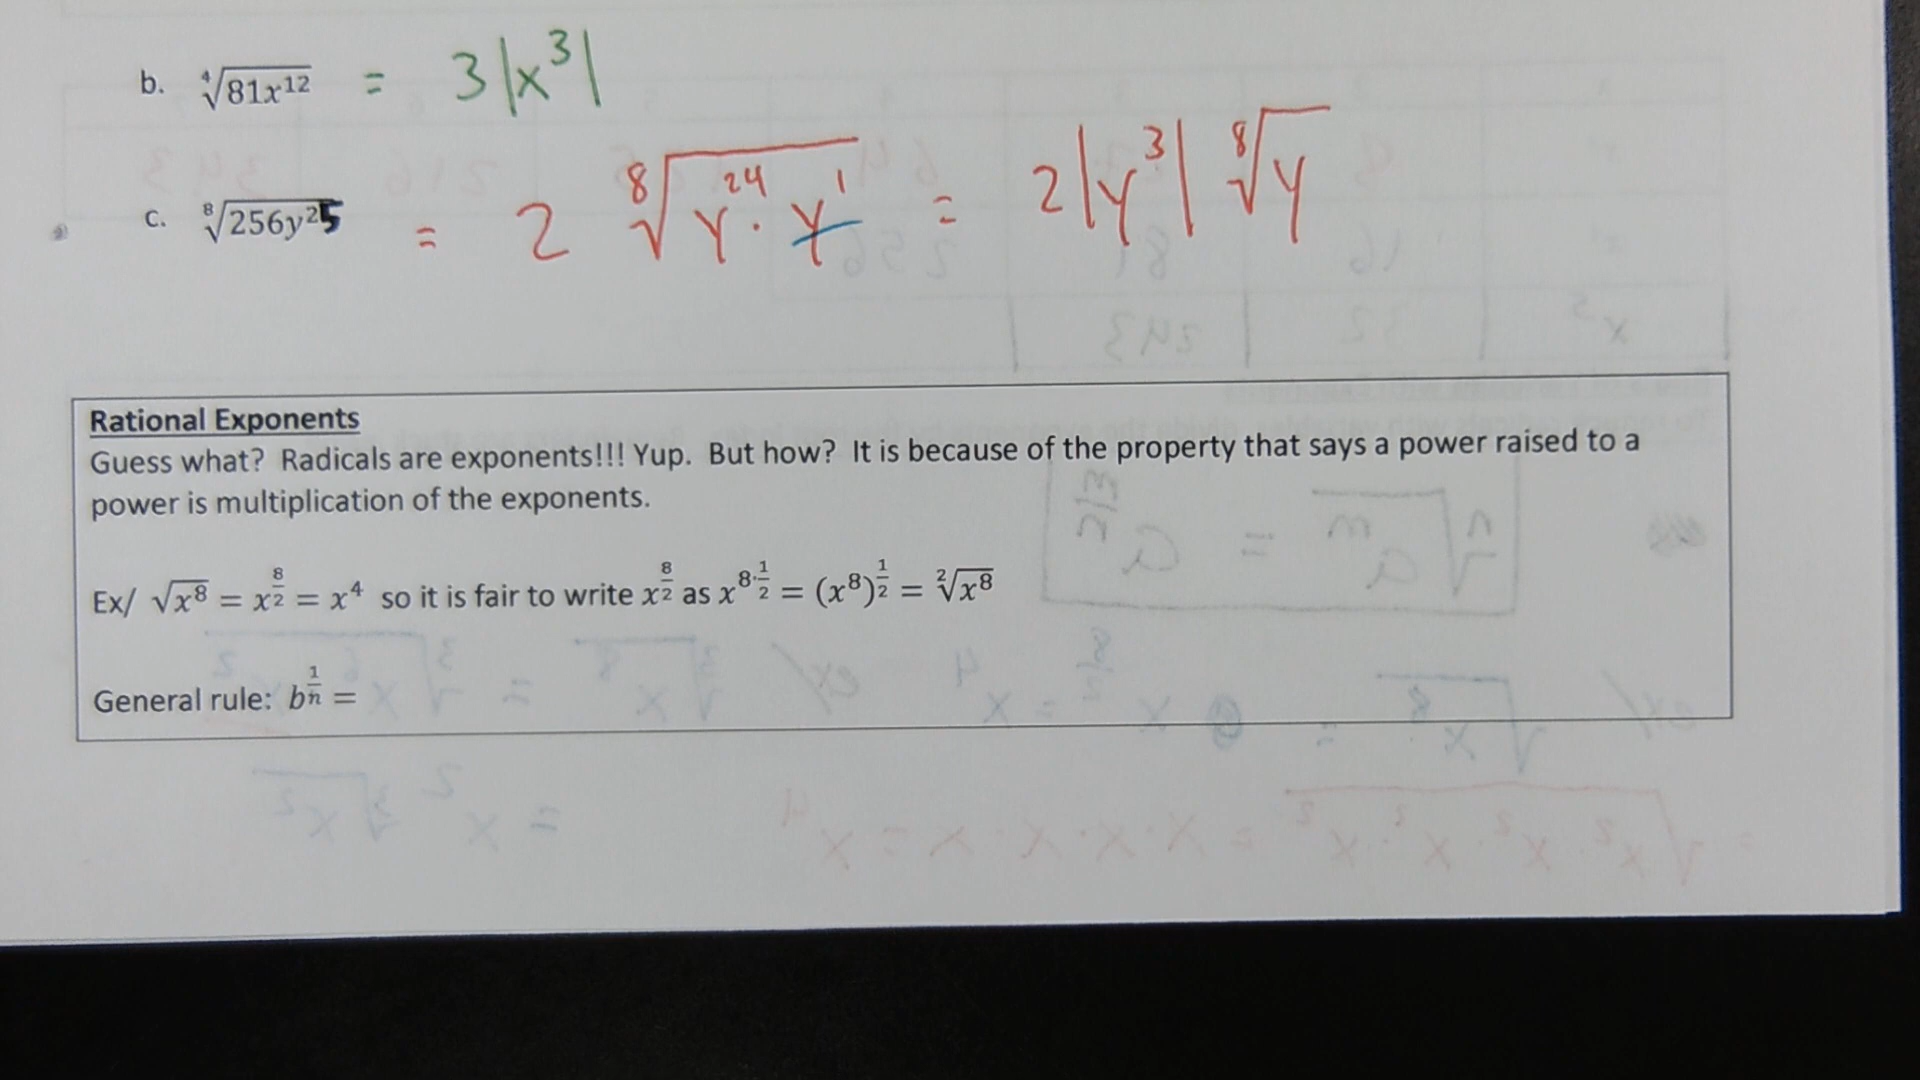 b. ⁴√81x¹² = 3|x³|
c. ⁸√256y²⁵ = 2 ⁸√y²⁴·y¹ = 2|y³| ⁸√y
Rational Exponents
Guess what? Radicals are exponents!!! Yup. But how? It is because of the property that says a power raised to a
power is multiplication of the exponents.
Ex/ √x⁸ = x^(8/2) = x⁴ so it is fair to write x^(8/2) as x^(8·1/2) = (x⁸)^(1/2) = ²√x⁸
General rule: b^(1/n) =